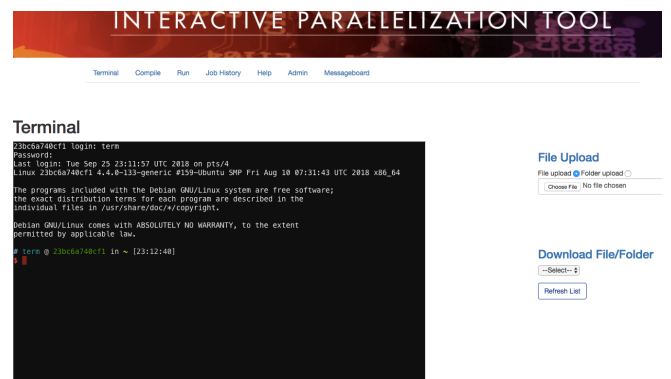 INTERACTIVE PARALLELIZATION TOOL
Terminal Compile Run Job History Help Admin Messageboard
Terminal
23bc6a740cf1 login: term
Password:
Last login: Tue Sep 25 23:11:57 UTC 2018 on pts/4
Linux 23bc6a740cf1 4.4.0-133-generic #159-Ubuntu SMP Fri Aug 10 07:31:43 UTC 2018 x86_64
The programs included with the Debian GNU/Linux system are free software;
the exact distribution terms for each program are described in the
individual files in /usr/share/doc/*/copyright.
Debian GNU/Linux comes with ABSOLUTELY NO WARRANTY, to the extent
permitted by applicable law.
# term @ 23bc6a740cf1 in ~ [23:12:40]
$
File Upload
File upload Folder upload
Choose File No file chosen
Download File/Folder
--Select--
Refresh List